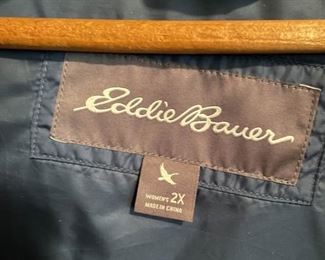 Eddie Bauer
WOMEN'S 2X
MADE IN CHINA